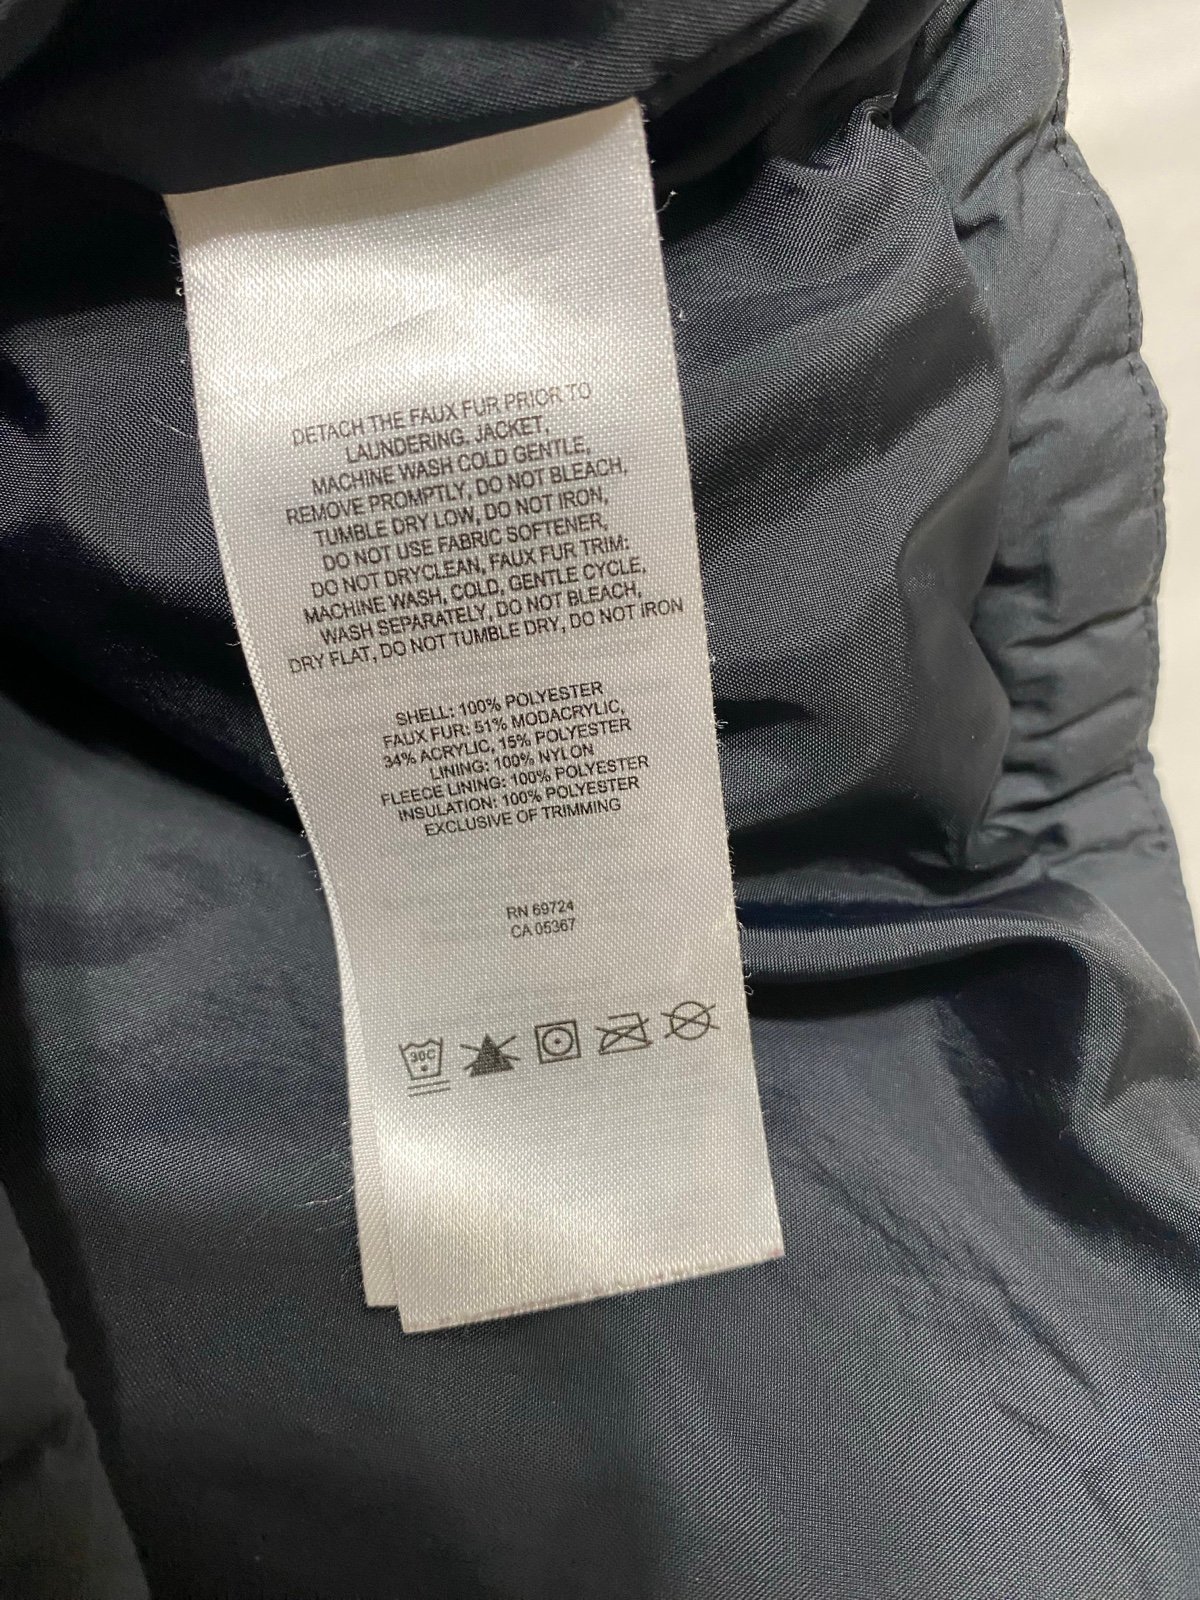 DETACH THE FAUX FUR PRIOR TO
LAUNDERING. JACKET,
MACHINE WASH COLD GENTLE,
REMOVE PROMPTLY, DO NOT BLEACH,
TUMBLE DRY LOW, DO NOT IRON,
DO NOT USE FABRIC SOFTENER,
DO NOT DRYCLEAN, FAUX FUR TRIM:
MACHINE WASH, COLD, GENTLE CYCLE,
WASH SEPARATELY, DO NOT BLEACH,
DRY FLAT, DO NOT TUMBLE DRY, DO NOT IRON
SHELL: 100% POLYESTER
FAUX FUR: 51% MODACRYLIC,
34% ACRYLIC, 15% POLYESTER
LINING: 100% NYLON
FLEECE LINING: 100% POLYESTER
INSULATION: 100% POLYESTER
EXCLUSIVE OF TRIMMING
RN 69724
CA 05367
30C